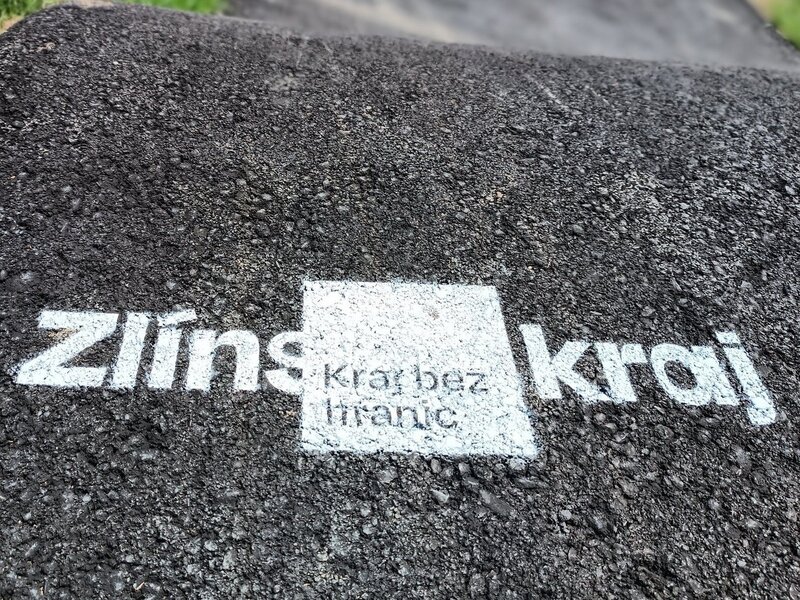 Zlíns kraj
Kraj bez
hranic